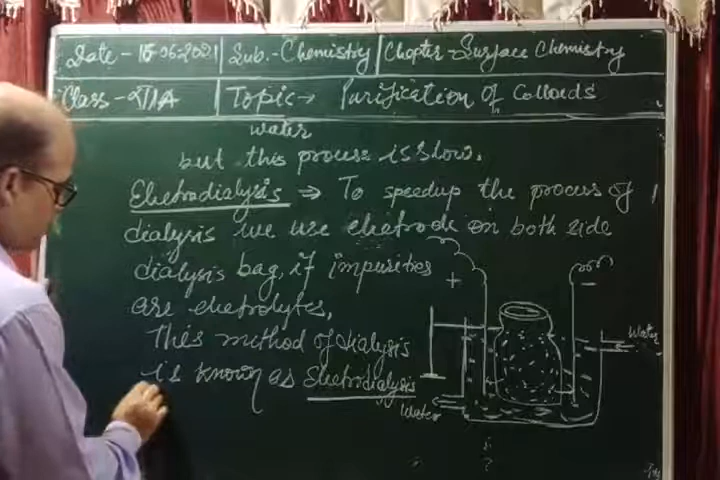 Date - 15-06-2021 Sub. - Chemistry Chapter - Surface Chemistry
Class - XIIA Topic → Purification of Colloids
water
but this process is slow.
Electrodialysis → To speedup the process of
dialysis we use electrode on both side
dialysis bag, if impurities
are electrolytes,
This method of dialysis
is known as Electrodialysis
+
−
Water
Water